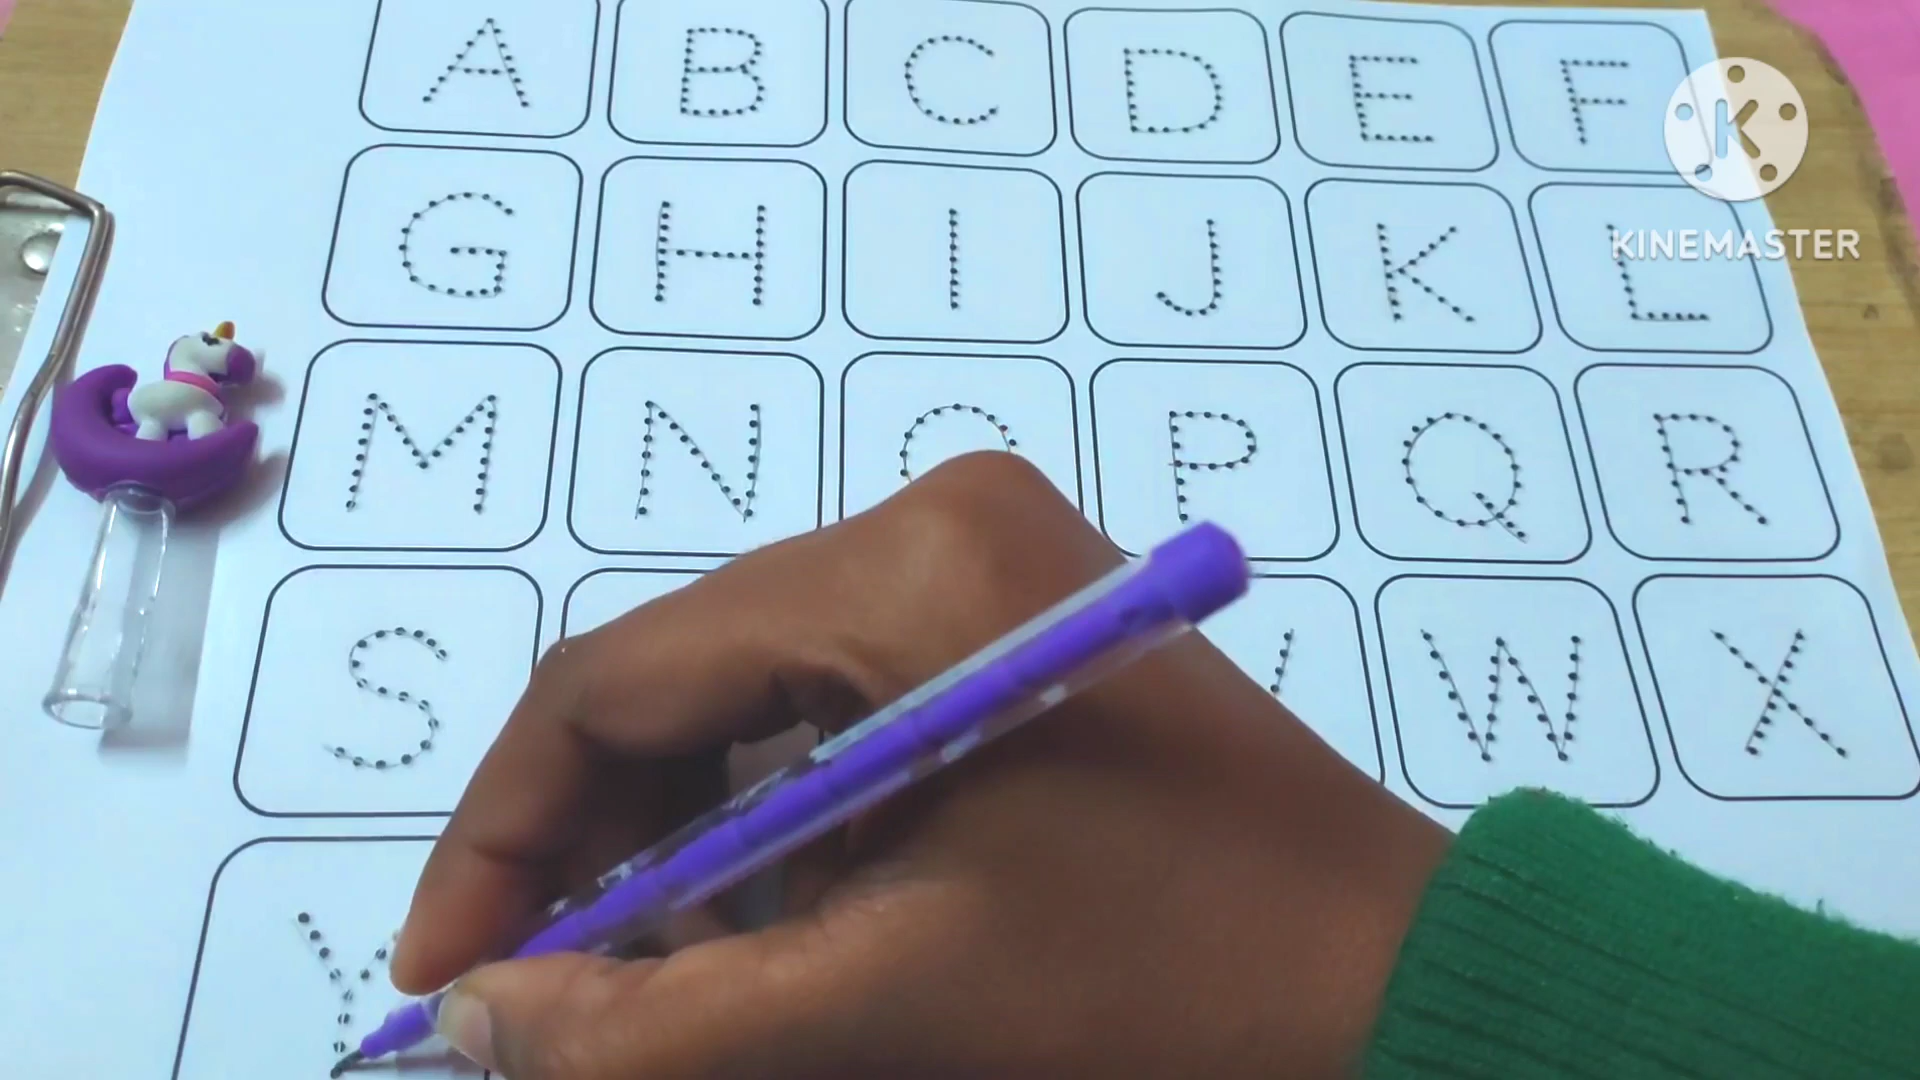 A B C D E F
K
KINEMASTER
G H I J K L
M N O P Q R
S W X
Y